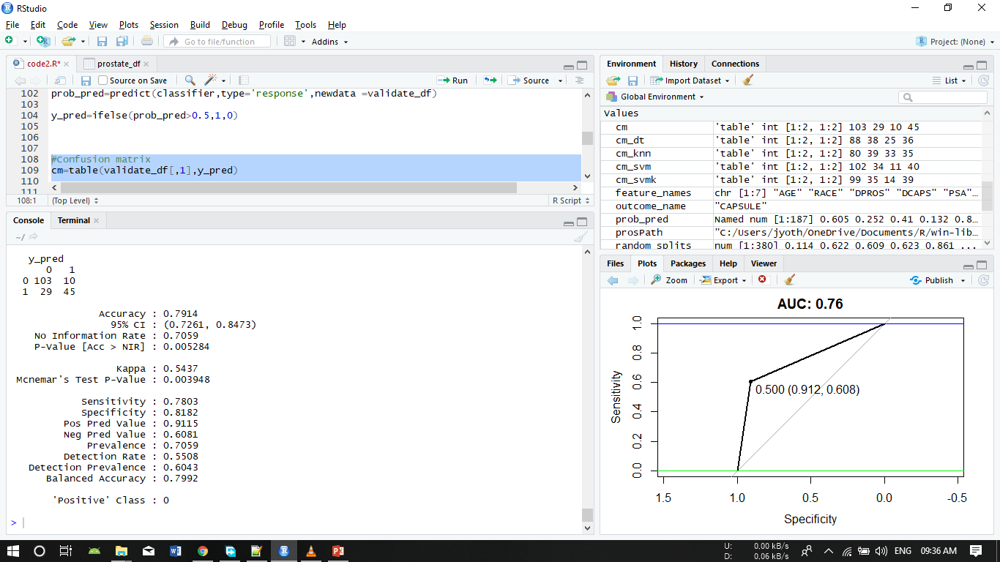 RStudio
File Edit Code View Plots Session Build Debug Profile Tools Help
Go to file/function
Addins
Project: (None)
code2.R*
prostate_df
Source on Save
Run
Source
102 prob_pred=predict(classifier,type='response',newdata =validate_df)
103
104 y_pred=ifelse(prob_pred>0.5,1,0)
105
106
107
108 #Confusion matrix
109 cm=table(validate_df[,1],y_pred)
110
111
108:1 (Top Level) R Script
Console Terminal
~/
y_pred
0 1
0 103 10
1 29 45
Accuracy : 0.7914
95% CI : (0.7261, 0.8473)
No Information Rate : 0.7059
P-Value [Acc > NIR] : 0.005284
Kappa : 0.5437
Mcnemar's Test P-Value : 0.003948
Sensitivity : 0.7803
Specificity : 0.8182
Pos Pred Value : 0.9115
Neg Pred Value : 0.6081
Prevalence : 0.7059
Detection Rate : 0.5508
Detection Prevalence : 0.6043
Balanced Accuracy : 0.7992
'Positive' Class : 0
>
Environment History Connections
Import Dataset
List
Global Environment
Values
cm 'table' int [1:2, 1:2] 103 29 10 45
cm_dt 'table' int [1:2, 1:2] 88 38 25 36
cm_knn 'table' int [1:2, 1:2] 80 39 33 35
cm_svm 'table' int [1:2, 1:2] 102 34 11 40
cm_svmk 'table' int [1:2, 1:2] 99 35 14 39
feature_names chr [1:7] "AGE" "RACE" "DPROS" "DCAPS" "PSA"…
outcome_name "CAPSULE"
prob_pred Named num [1:187] 0.605 0.252 0.41 0.132 0.8…
prosPath "C:/Users/jyoth/OneDrive/Documents/R/win-lib…
random_splits num [1:380] 0.114 0.622 0.609 0.623 0.861 ...
Files Plots Packages Help Viewer
Zoom Export Publish
AUC: 0.76
Sensitivity
1.0
0.8
0.6
0.4
0.2
0.0
0.500 (0.912, 0.608)
1.5 1.0 0.5 0.0 -0.5
Specificity
U: 0.00 kB/s
D: 0.06 kB/s
ENG
09:36 AM